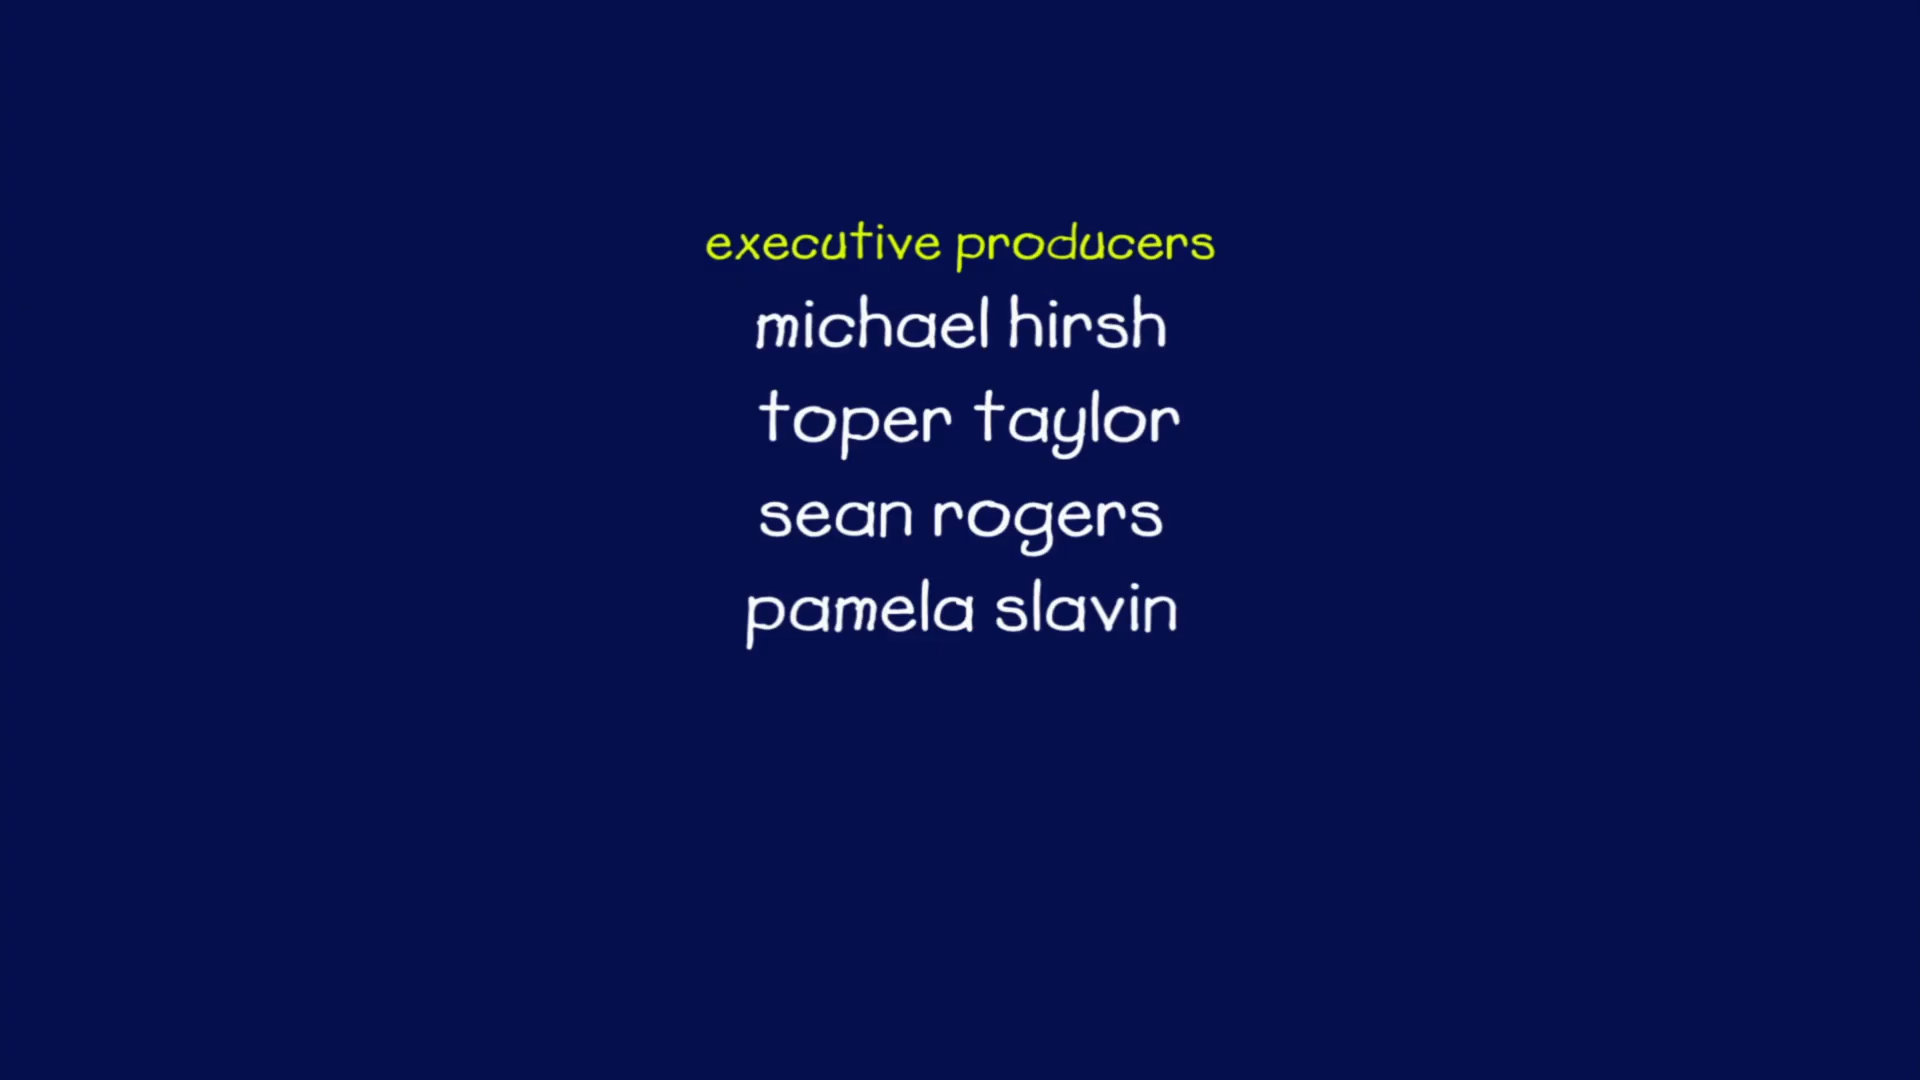 executive producers
michael hirsh
toper taylor
sean rogers
pamela slavin